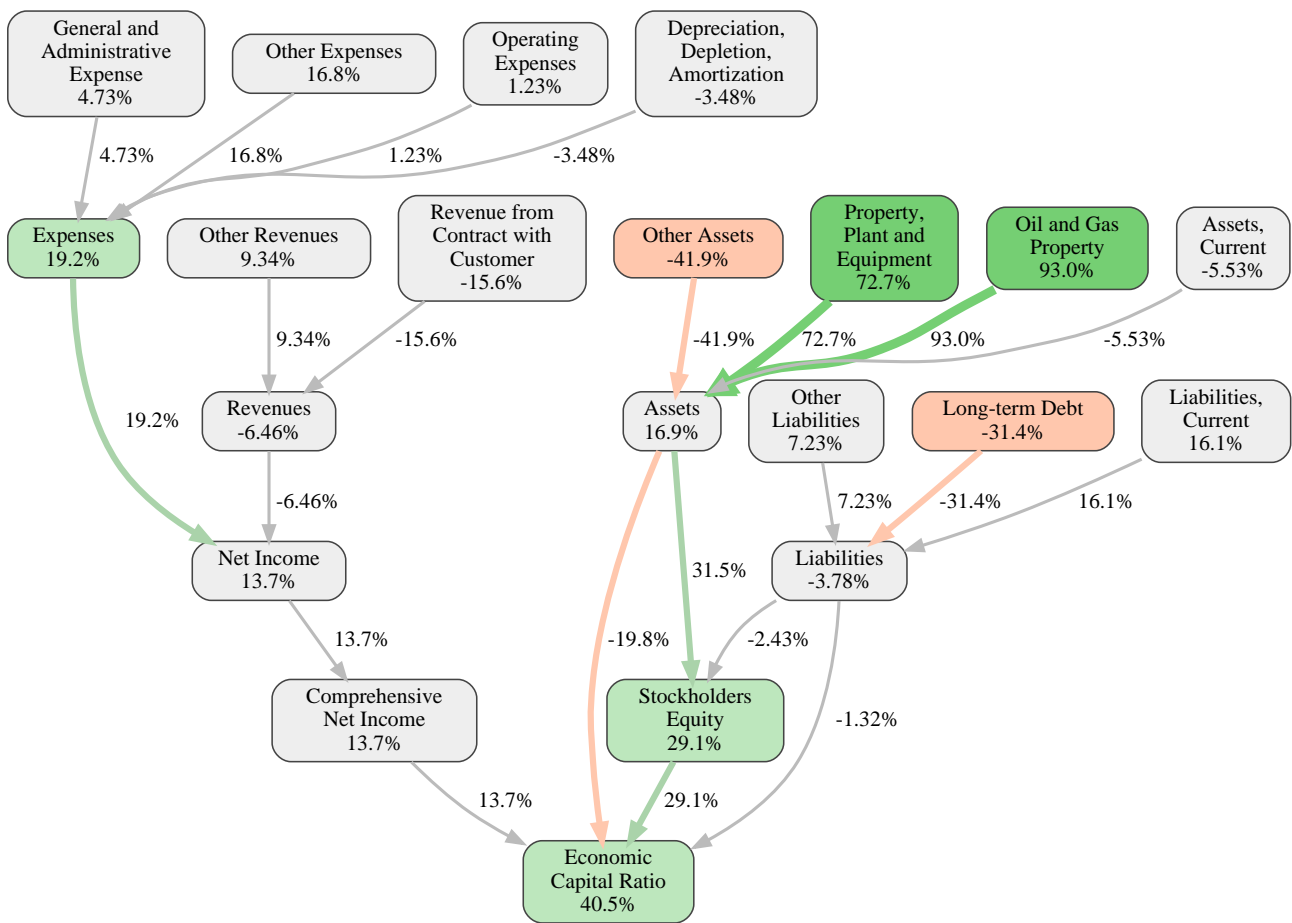 General and
Administrative
Expense
4.73%
Other Expenses
16.8%
Operating
Expenses
1.23%
Depreciation,
Depletion,
Amortization
-3.48%
4.73%
16.8%
1.23%
-3.48%
Expenses
19.2%
Other Revenues
9.34%
Revenue from
Contract with
Customer
-15.6%
Other Assets
-41.9%
Property,
Plant and
Equipment
72.7%
Oil and Gas
Property
93.0%
Assets,
Current
-5.53%
9.34%
-15.6%
-41.9%
72.7%
93.0%
-5.53%
19.2%
Revenues
-6.46%
Assets
16.9%
Other
Liabilities
7.23%
Long-term Debt
-31.4%
Liabilities,
Current
16.1%
-6.46%
7.23%
-31.4%
16.1%
Net Income
13.7%
31.5%
Liabilities
-3.78%
13.7%
-19.8%
-2.43%
Comprehensive
Net Income
13.7%
Stockholders
Equity
29.1%
-1.32%
13.7%
29.1%
Economic
Capital Ratio
40.5%